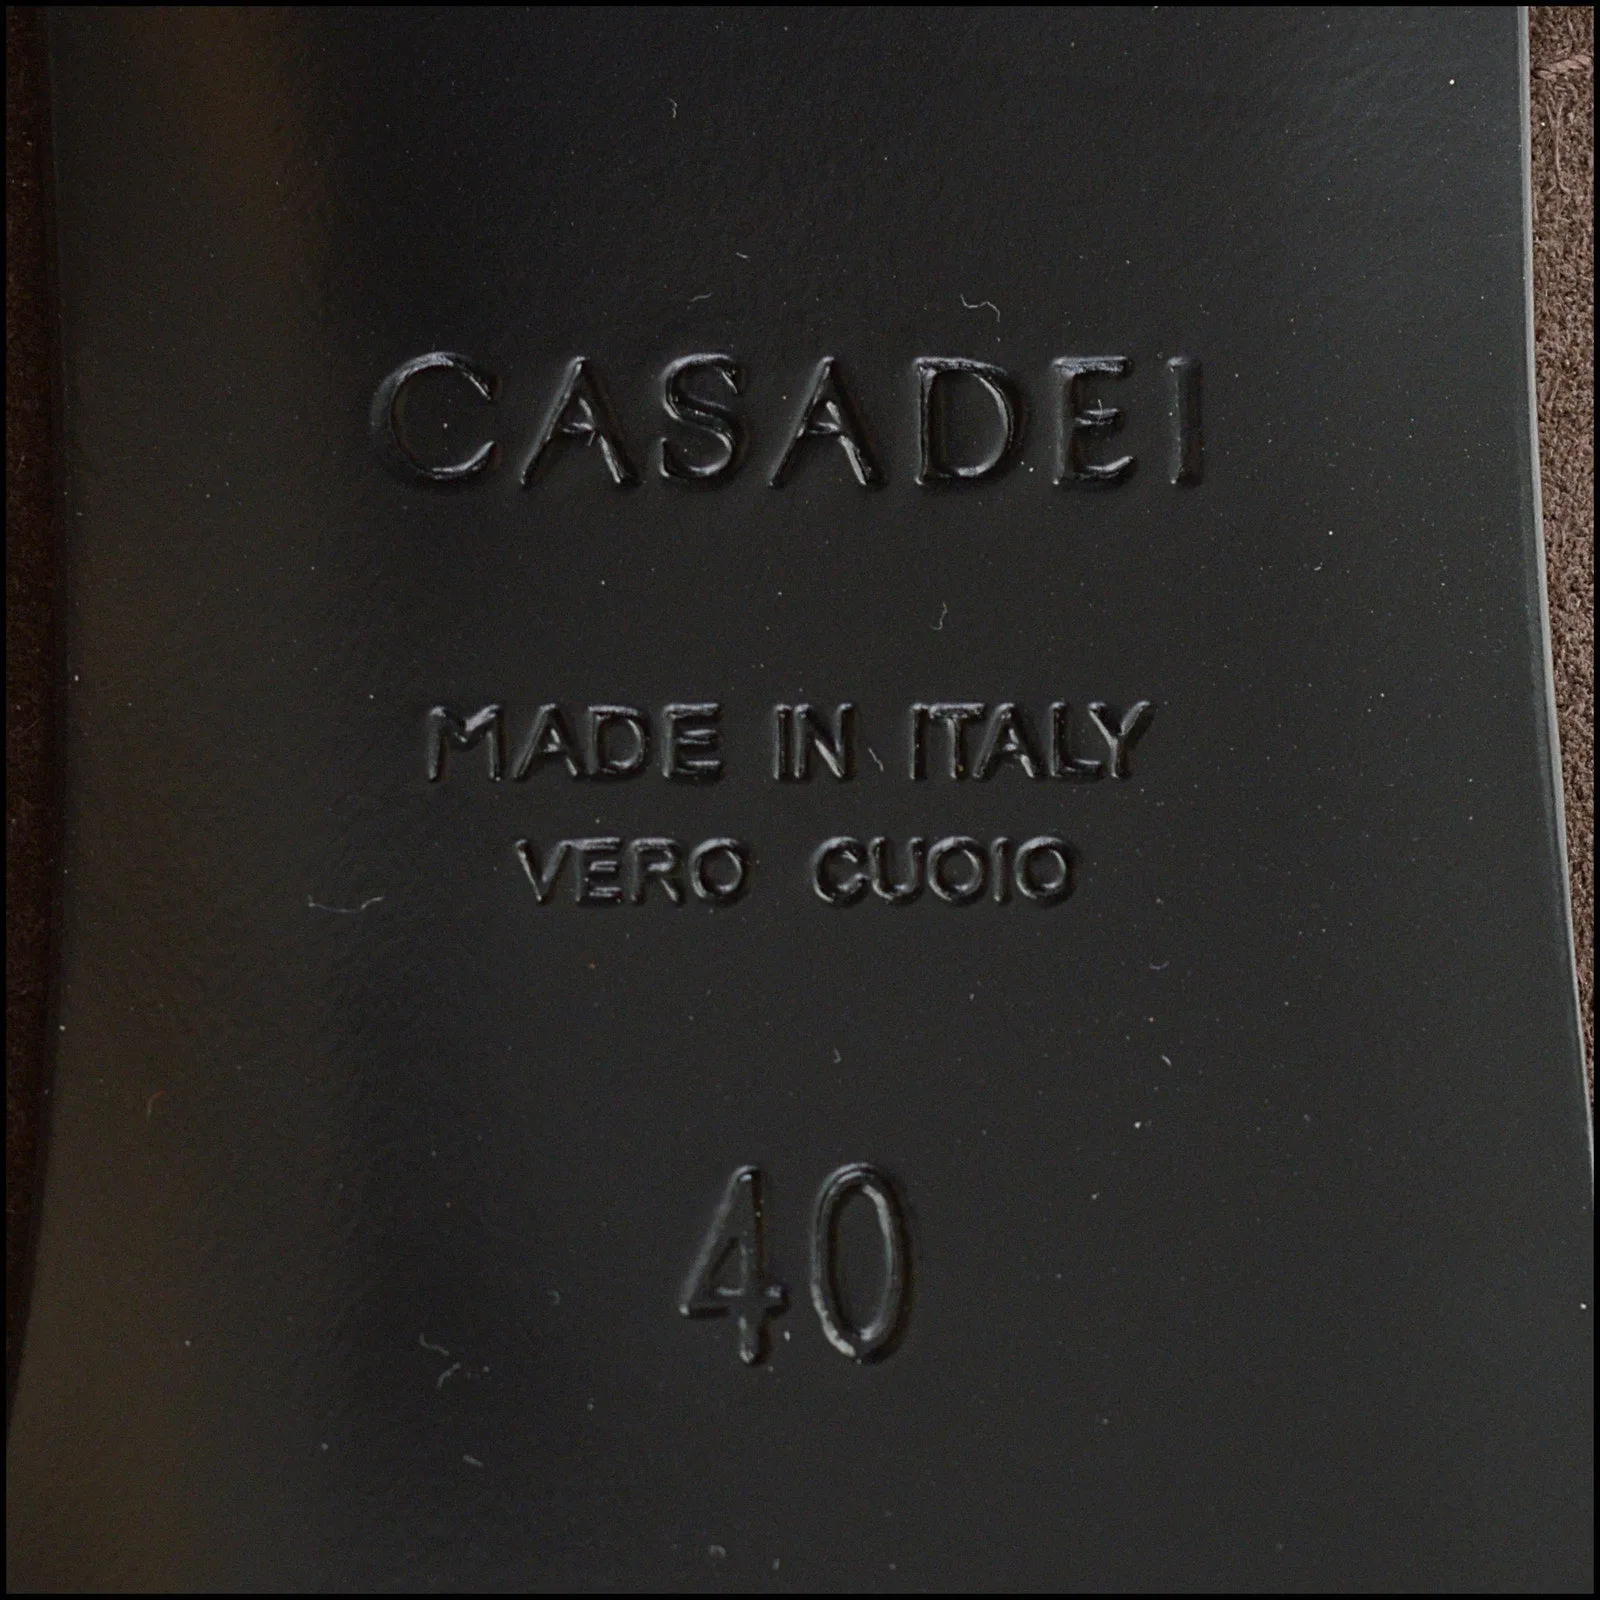 CASADEI
MADE IN ITALY
VERO CUOIO
40